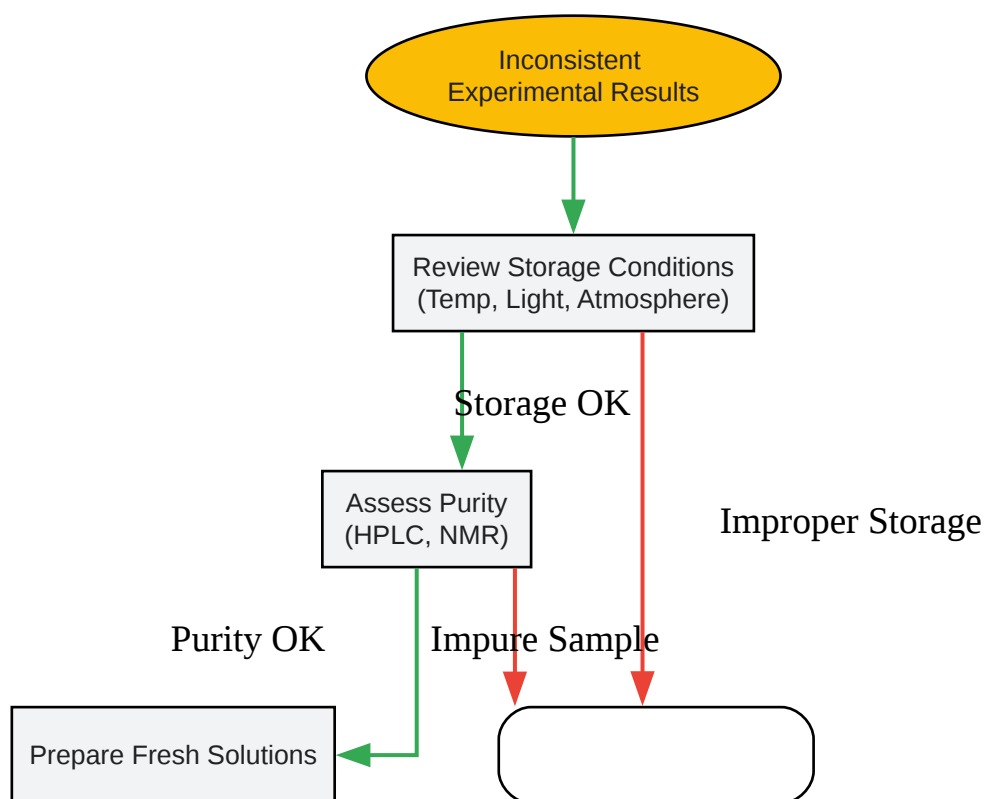 Inconsistent
Experimental Results
Review Storage Conditions
(Temp, Light, Atmosphere)
Storage OK
Assess Purity
(HPLC, NMR)
Improper Storage
Purity OK
Impure Sample
Prepare Fresh Solutions